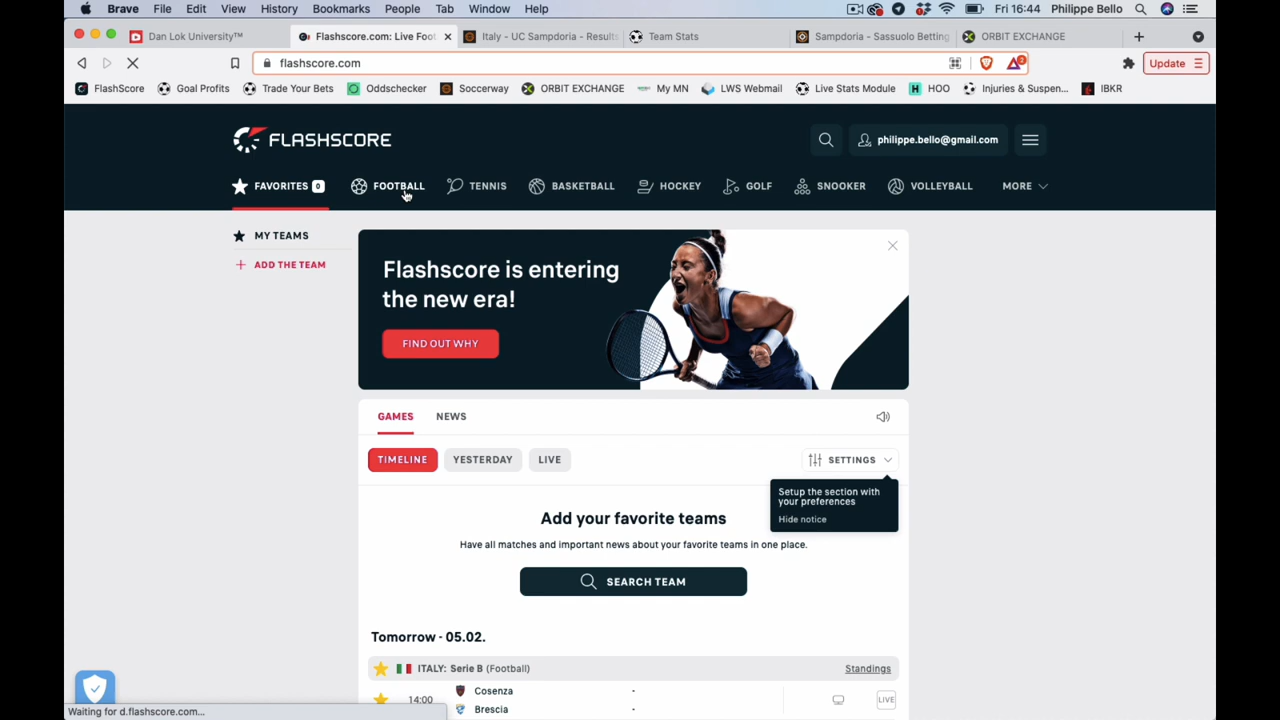 Brave File Edit View History Bookmarks People Tab Window Help Fri 16:44 Philippe Bello
Dan Lok University™ Flashscore.com: Live Foot Italy - UC Sampdoria - Results Team Stats Sampdoria - Sassuolo Betting ORBIT EXCHANGE
flashscore.com Update
FlashScore Goal Profits Trade Your Bets Oddschecker Soccerway ORBIT EXCHANGE My MN LWS Webmail Live Stats Module HOO Injuries & Suspen... IBKR
FLASHSCORE philippe.bello@gmail.com
FAVORITES 0 FOOTBALL TENNIS BASKETBALL HOCKEY GOLF SNOOKER VOLLEYBALL MORE
MY TEAMS
ADD THE TEAM
Flashscore is entering
the new era!
FIND OUT WHY
GAMES NEWS
TIMELINE YESTERDAY LIVE SETTINGS
Setup the section with
your preferences
Hide notice
Add your favorite teams
Have all matches and important news about your favorite teams in one place.
SEARCH TEAM
Tomorrow - 05.02.
ITALY: Serie B (Football) Standings
14:00 Cosenza - LIVE
Brescia -
Waiting for d.flashscore.com...